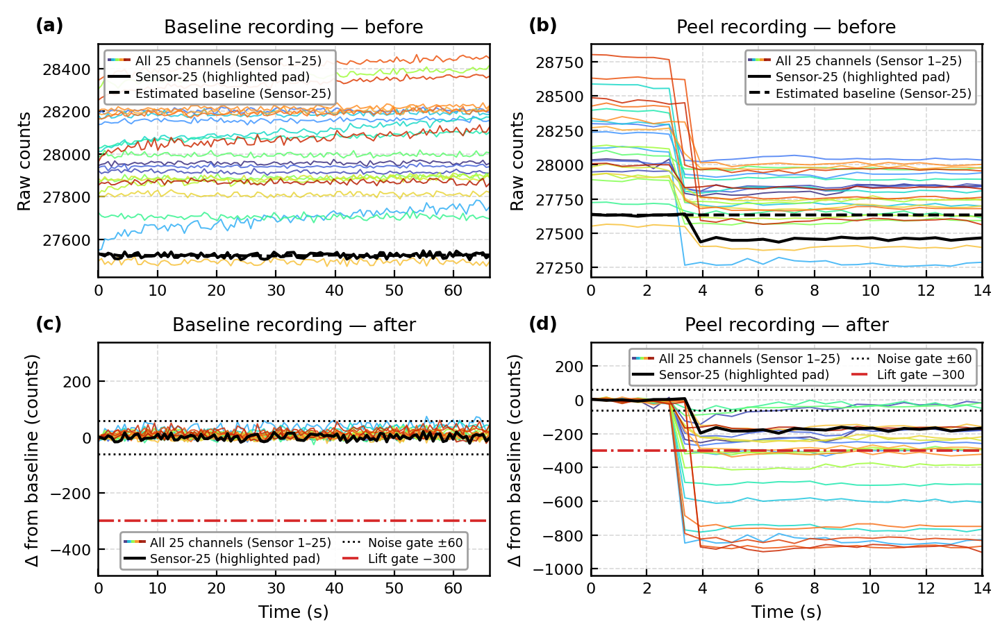 (a) Baseline recording — before
All 25 channels (Sensor 1–25)
Sensor-25 (highlighted pad)
Estimated baseline (Sensor-25)
Raw counts
28400
28200
28000
27800
27600
0 10 20 30 40 50 60
(b) Peel recording — before
All 25 channels (Sensor 1–25)
Sensor-25 (highlighted pad)
Estimated baseline (Sensor-25)
Raw counts
28750
28500
28250
28000
27750
27500
27250
0 2 4 6 8 10 12 14
(c) Baseline recording — after
Δ from baseline (counts)
200
0
−200
−400
All 25 channels (Sensor 1–25)
Sensor-25 (highlighted pad)
Noise gate ±60
Lift gate −300
0 10 20 30 40 50 60
Time (s)
(d) Peel recording — after
All 25 channels (Sensor 1–25)
Sensor-25 (highlighted pad)
Noise gate ±60
Lift gate −300
Δ from baseline (counts)
200
0
−200
−400
−600
−800
−1000
0 2 4 6 8 10 12 14
Time (s)